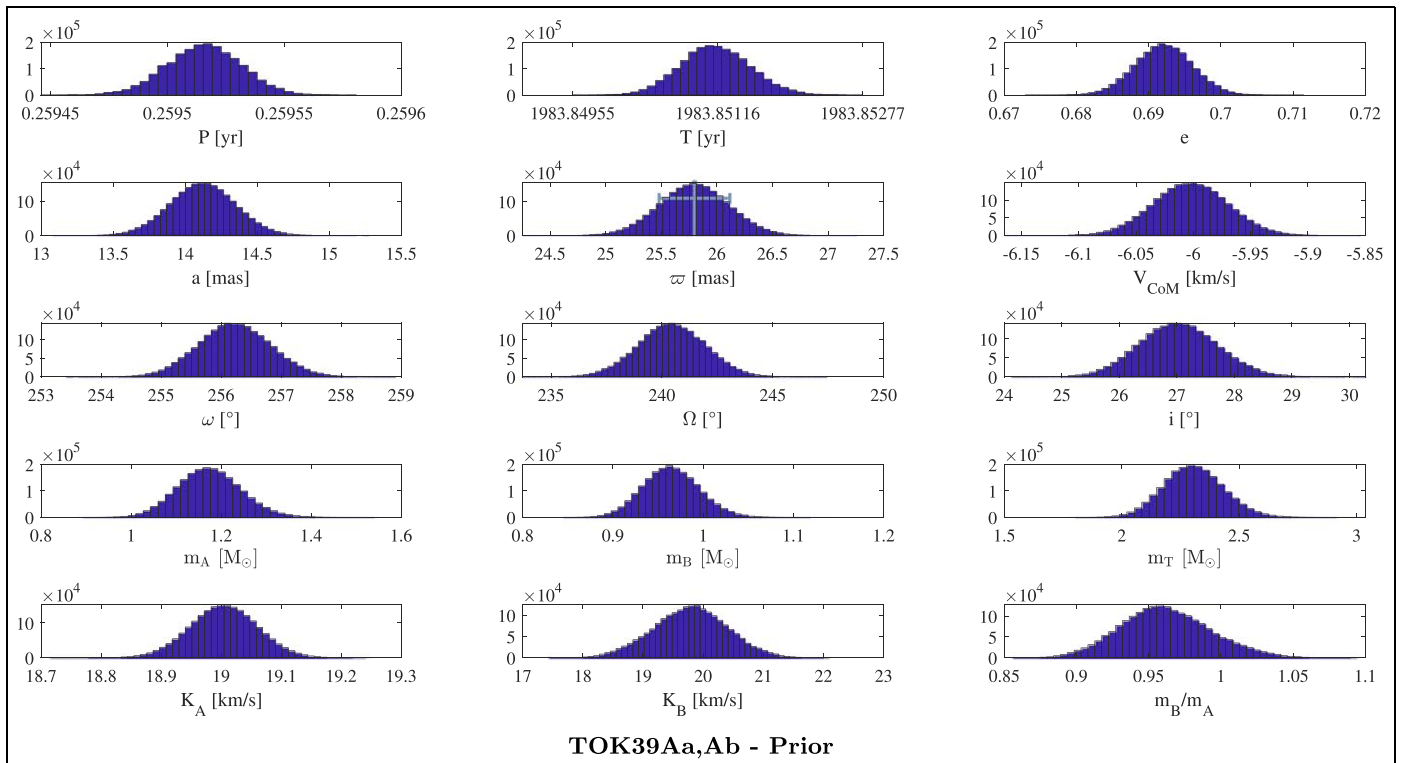 ×10^5 ×10^5 ×10^5
2 2 2
1 1 1
0 0 0
0.25945 0.2595 0.25955 0.2596 1983.84955 1983.85116 1983.85277 0.67 0.68 0.69 0.7 0.71 0.72
P [yr] T [yr] e
×10^4 ×10^4 ×10^4
10 10 10
5
0 0 0
13 13.5 14 14.5 15 15.5 24.5 25 25.5 26 26.5 27 27.5 -6.15 -6.1 -6.05 -6 -5.95 -5.9 -5.85
a [mas] ϖ [mas] V_CoM [km/s]
×10^4 ×10^4 ×10^4
10 10 10
5 5 5
0 0 0
253 254 255 256 257 258 259 235 240 245 250 24 25 26 27 28 29 30
ω [°] Ω [°] i [°]
×10^5 ×10^5 ×10^5
2 2 2
1 1 1
0 0 0
0.8 1 1.2 1.4 1.6 0.8 0.9 1 1.1 1.2 1.5 2 2.5 3
m_A [M_⊙] m_B [M_⊙] m_T [M_⊙]
×10^4 ×10^4 ×10^4
10 10 10
5 5
0 0 0
18.7 18.8 18.9 19 19.1 19.2 19.3 17 18 19 20 21 22 23 0.85 0.9 0.95 1 1.05 1.1
K_A [km/s] K_B [km/s] m_B/m_A
TOK39Aa,Ab - Prior